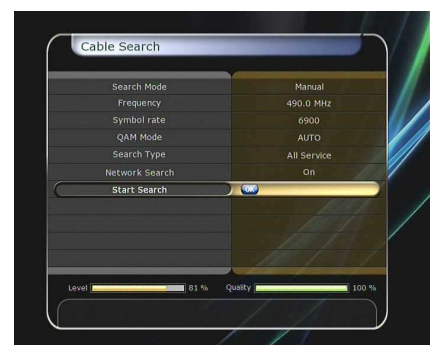 Cable Search
Search Mode Manual
Frequency 490.0 MHz
Symbol rate 6900
QAM Mode AUTO
Search Type All Service
Network Search On
Start Search OK
Level 81 % Quality 100 %